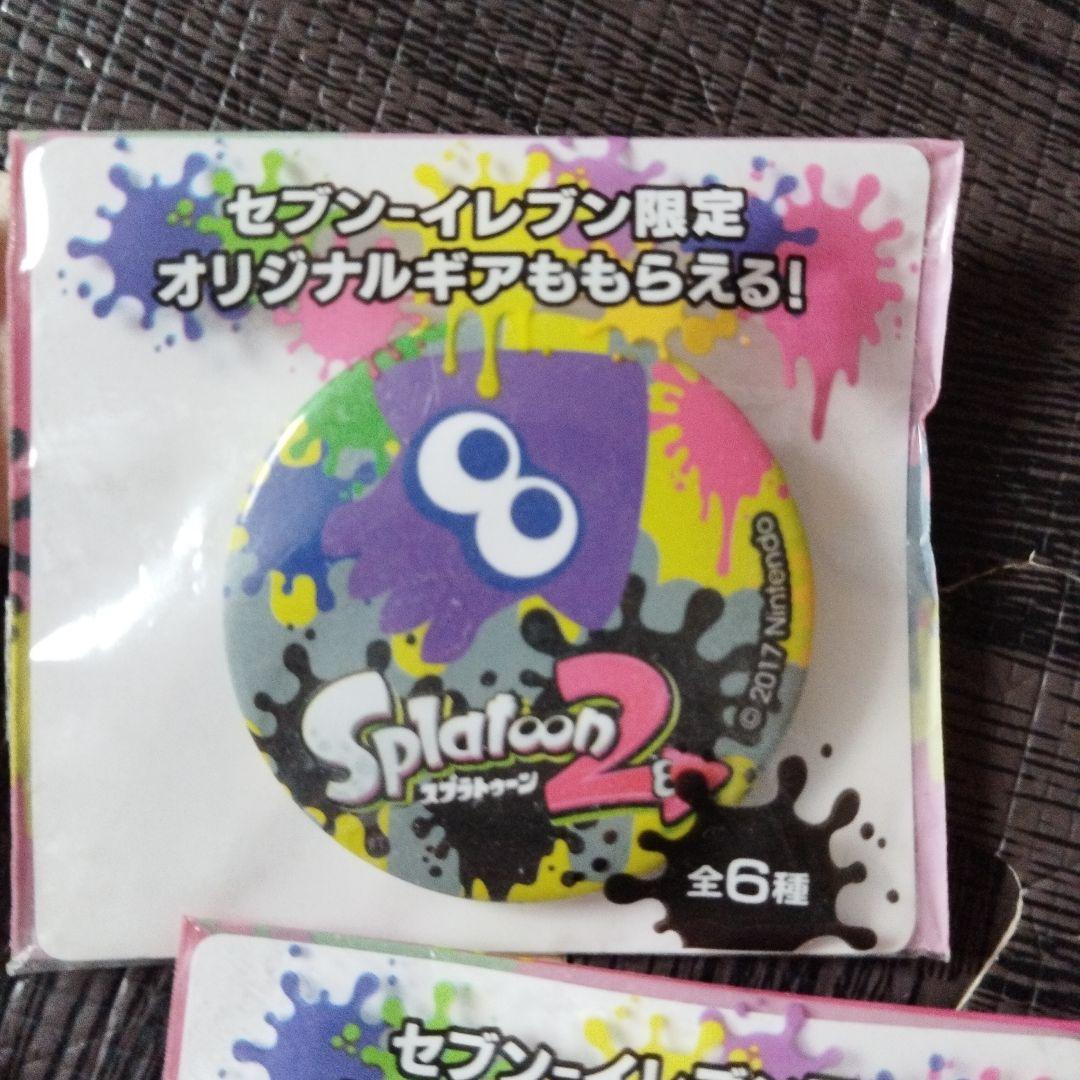 セブン-イレブン限定
オリジナルギアももらえる!
© 2017 Nintendo
Splatoon2
スプラトゥーン
全6種
セブン-イレブン